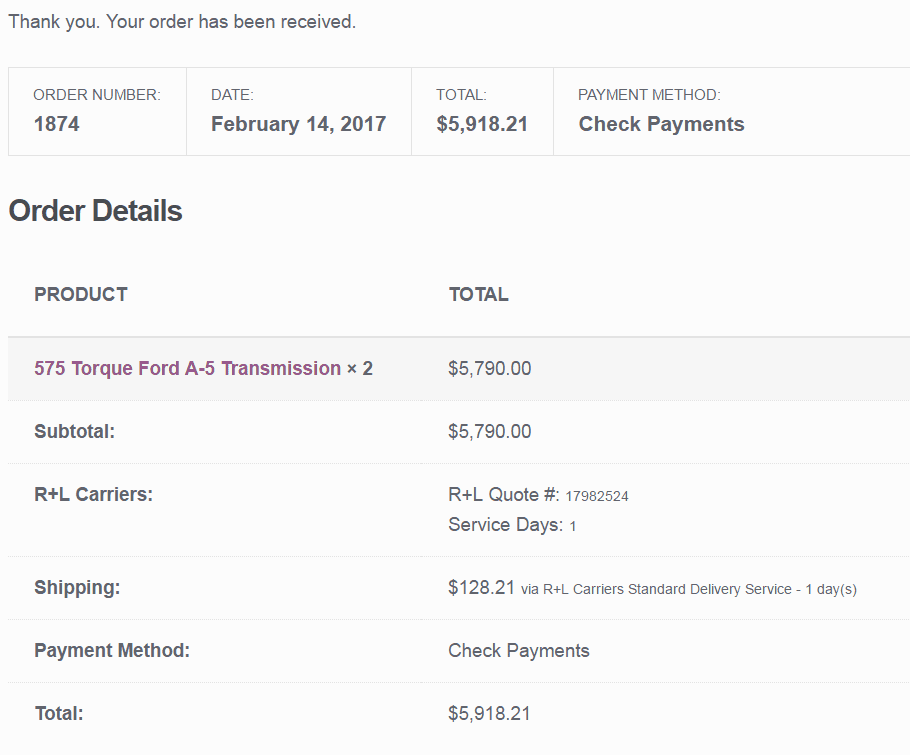 Thank you. Your order has been received.
ORDER NUMBER: DATE: TOTAL: PAYMENT METHOD:
1874 February 14, 2017 $5,918.21 Check Payments
Order Details
PRODUCT TOTAL
575 Torque Ford A-5 Transmission × 2 $5,790.00
Subtotal: $5,790.00
R+L Carriers: R+L Quote #: 17982524
Service Days: 1
Shipping: $128.21 via R+L Carriers Standard Delivery Service - 1 day(s)
Payment Method: Check Payments
Total: $5,918.21